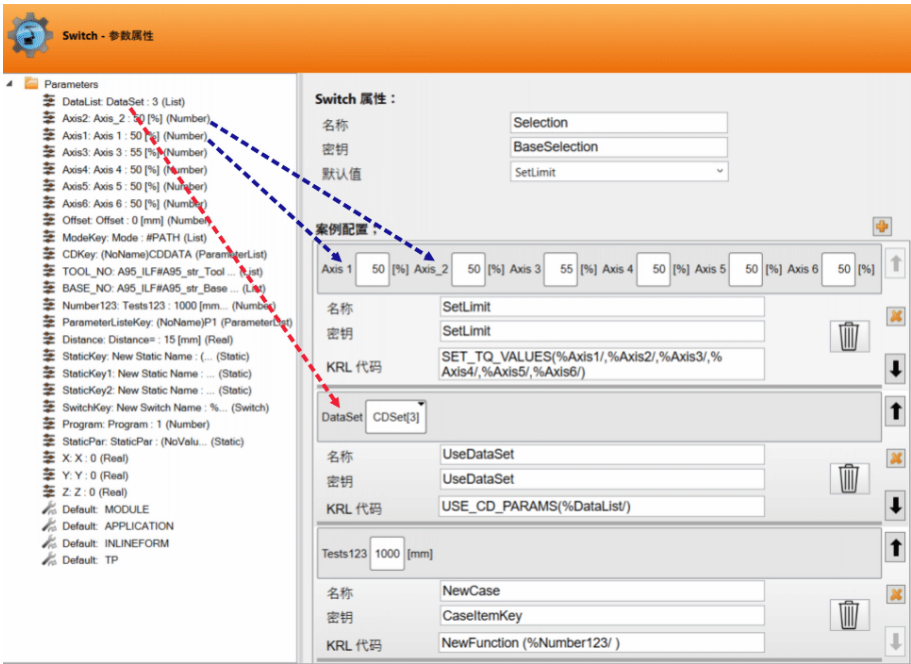 Switch - 参数属性
Parameters
DataList: DataSet : 3 (List)
Axis2: Axis_2 : 50 [%] (Number)
Axis1: Axis 1 : 50 [%] (Number)
Axis3: Axis 3 : 55 [%] (Number)
Axis4: Axis 4 : 50 [%] (Number)
Axis5: Axis 5 : 50 [%] (Number)
Axis6: Axis 6 : 50 [%] (Number)
Offset: Offset : 0 [mm] (Number)
ModeKey: Mode : #PATH (List)
CDKey: (NoName)CDDATA (ParameterList)
TOOL_NO: A95_ILF#A95_str_Tool ... (List)
BASE_NO: A95_ILF#A95_str_Base ... (List)
Number123: Tests123 : 1000 [mm... (Number)
ParameterListeKey: (NoName)P1 (ParameterList)
Distance: Distance= : 15 [mm] (Real)
StaticKey: New Static Name : (... (Static)
StaticKey1: New Static Name : ... (Static)
StaticKey2: New Static Name : ... (Static)
SwitchKey: New Switch Name : %... (Switch)
Program: Program : 1 (Number)
StaticPar: StaticPar : (NoValu... (Static)
X: X : 0 (Real)
Y: Y : 0 (Real)
Z: Z : 0 (Real)
Default: MODULE
Default: APPLICATION
Default: INLINEFORM
Default: TP
Switch 属性：
名称 Selection
密钥 BaseSelection
默认值 SetLimit
案例配置：
Axis 1 50 [%] Axis_2 50 [%] Axis 3 55 [%] Axis 4 50 [%] Axis 5 50 [%] Axis 6 50 [%]
名称 SetLimit
密钥 SetLimit
KRL 代码 SET_TQ_VALUES(%Axis1/,%Axis2/,%Axis3/,%
Axis4/,%Axis5/,%Axis6/)
DataSet CDSet[3]
名称 UseDataSet
密钥 UseDataSet
KRL 代码 USE_CD_PARAMS(%DataList/)
Tests123 1000 [mm]
名称 NewCase
密钥 CaseItemKey
KRL 代码 NewFunction (%Number123/ )